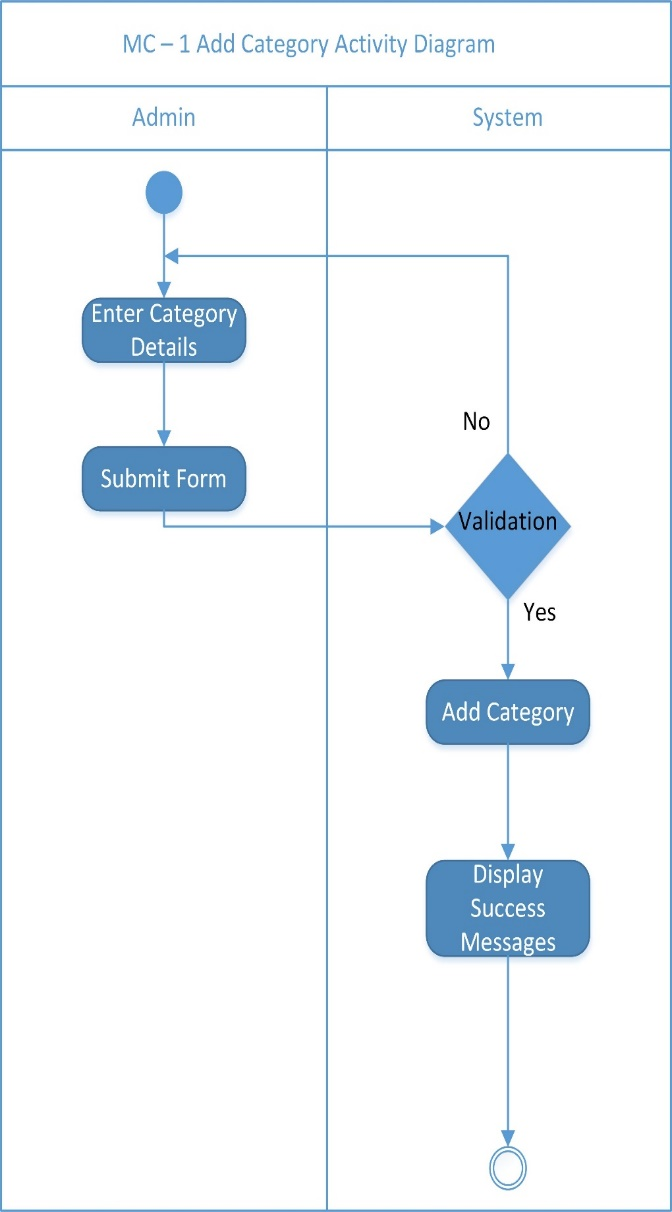 MC – 1 Add Category Activity Diagram
Admin
System
Enter Category
Details
No
Submit Form
Validation
Yes
Add Category
Display
Success
Messages